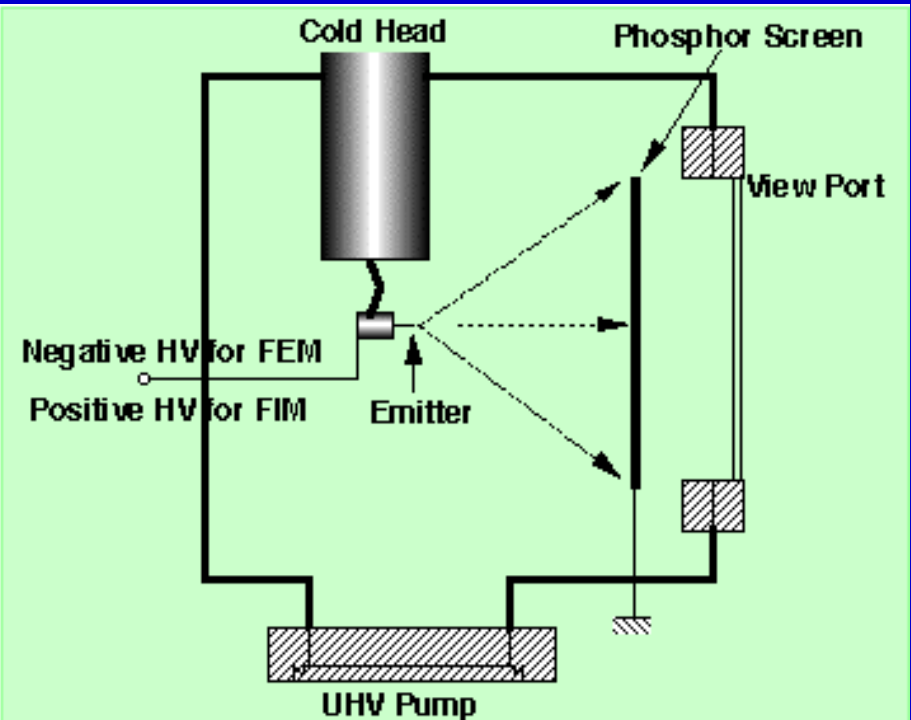 Cold Head
Phosphor Screen
View Port
Negative HV for FEM
Positive HV for FIM
Emitter
UHV Pump